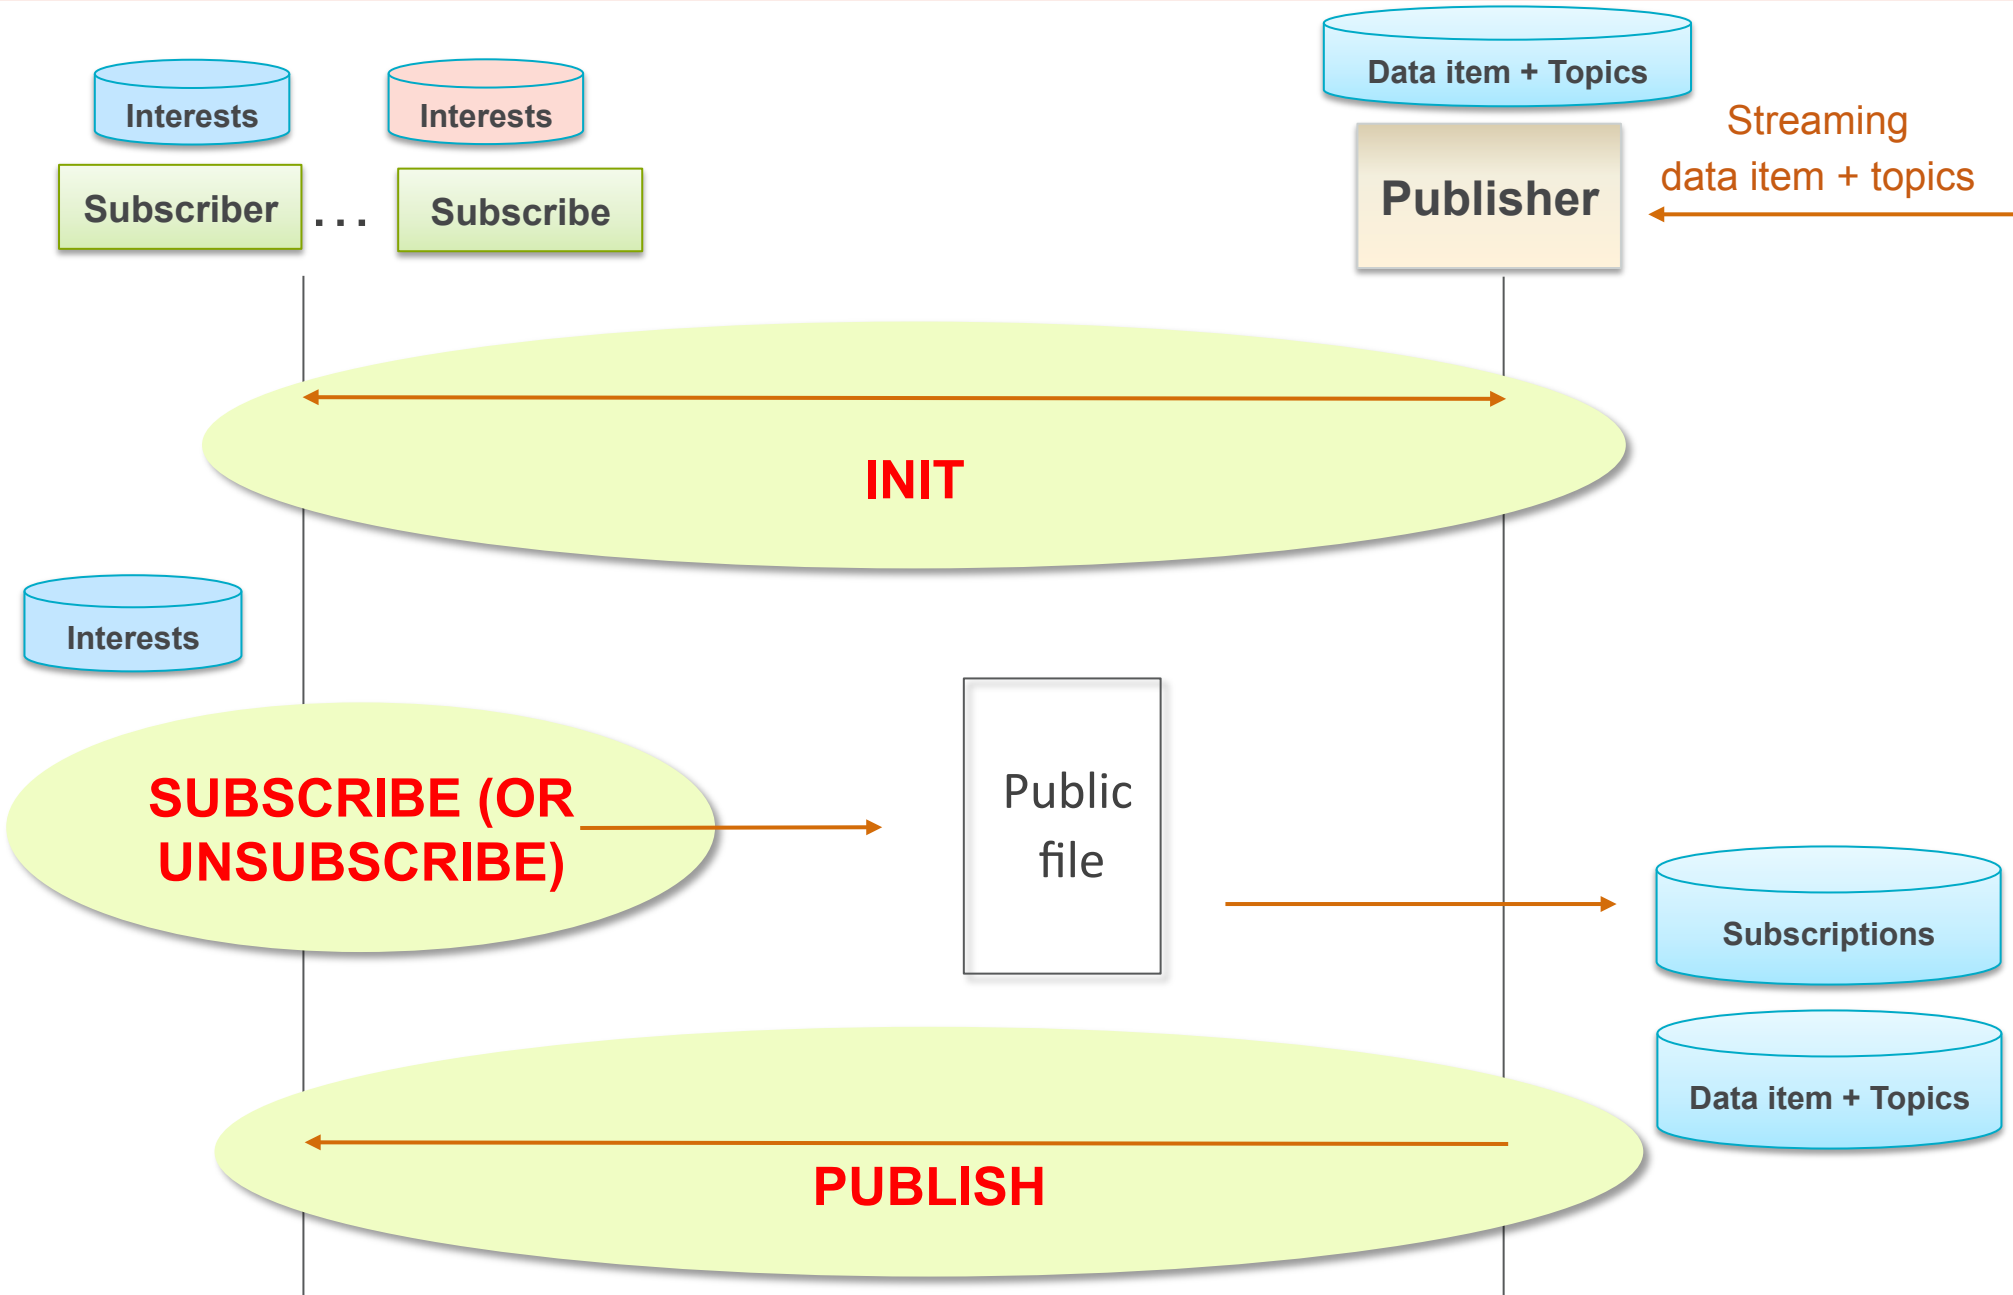 Interests
Interests
Data item + Topics
Streaming
data item + topics
Subscriber
. . .
Subscribe
Publisher
INIT
Interests
SUBSCRIBE (OR
UNSUBSCRIBE)
Public
file
Subscriptions
Data item + Topics
PUBLISH